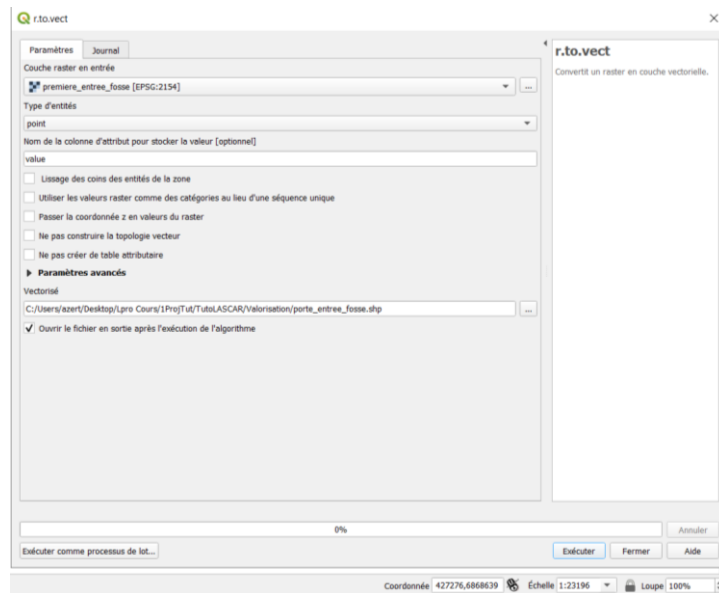 r.to.vect
Paramètres Journal
Couche raster en entrée
premiere_entree_fosse [EPSG:2154]
...
Type d'entités
point
Nom de la colonne d'attribut pour stocker la valeur [optionnel]
value
Lissage des coins des entités de la zone
Utiliser les valeurs raster comme des catégories au lieu d'une séquence unique
Passer la coordonnée z en valeurs du raster
Ne pas construire la topologie vecteur
Ne pas créer de table attributaire
Paramètres avancés
Vectorisé
C:/Users/azert/Desktop/Lpro Cours/1ProjTut/TutoLASCAR/Valorisation/porte_entree_fosse.shp
...
Ouvrir le fichier en sortie après l'exécution de l'algorithme
r.to.vect
Convertit un raster en couche vectorielle.
0%
Annuler
Exécuter comme processus de lot...
Exécuter Fermer Aide
Coordonnée 427276,6868639 Échelle 1:23196 Loupe 100%